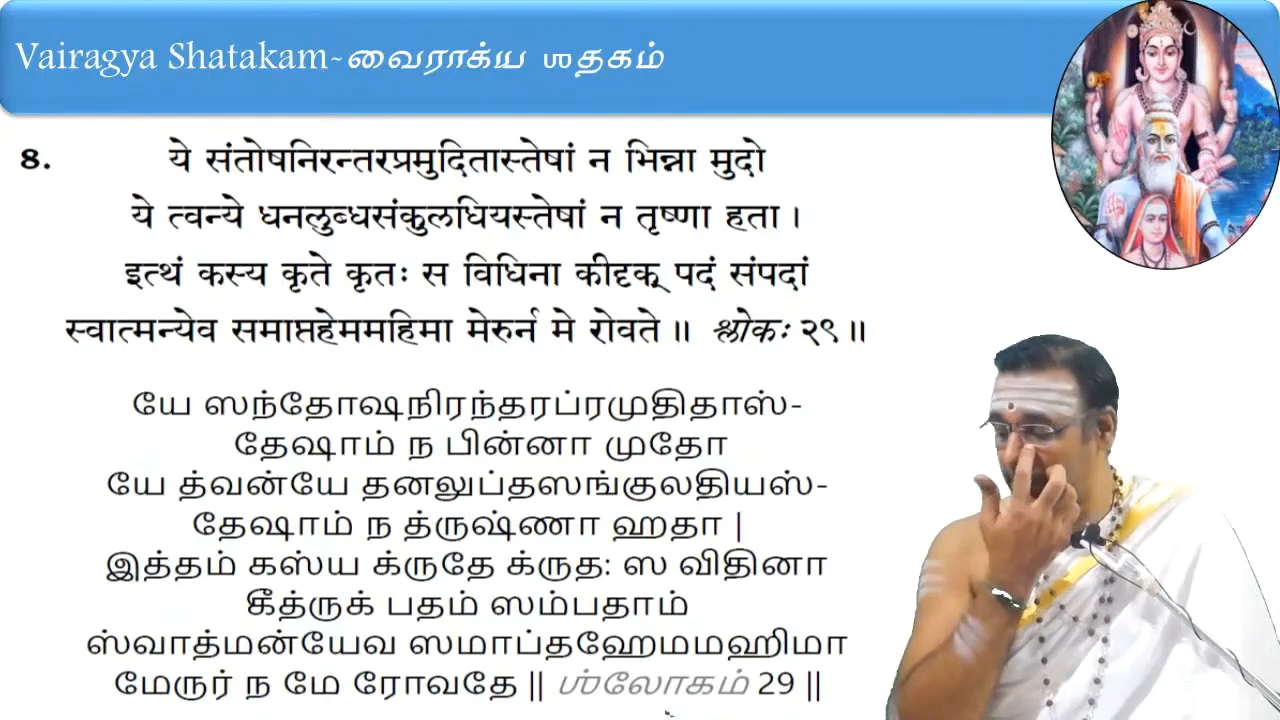 Vairagya Shatakam-வைராக்ய ஶதகம்
8. ये संतोषनिरन्तरप्रमुदितास्तेषां न भिन्ना मुदो
ये त्वन्ये धनलुब्धसंकुलधियस्तेषां न तृष्णा हता।
इत्थं कस्य कृते कृतः स विधिना कीदृक् पदं संपदां
स्वात्मन्येव समाप्तहेममहिमा मेरुर्न मे रोवते॥ श्लोकः २९॥
யே ஸந்தோஷநிரந்தரப்ரமுதிதாஸ்-
தேஷாம் ந பின்னா முதோ
யே த்வன்யே தனலுப்தஸங்குலதியஸ்-
தேஷாம் ந த்ருஷ்ணா ஹதா |
இத்தம் கஸ்ய க்ருதே க்ருத: ஸ விதினா
கீத்ருக் பதம் ஸம்பதாம்
ஸ்வாத்மன்யேவ ஸமாப்தஹேமமஹிமா
மேருர் ந மே ரோவதே || ஶ்லோகம் 29 ||